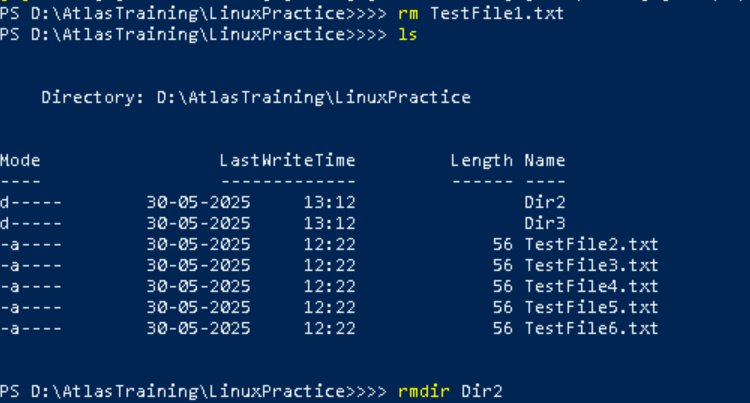 PS D:\AtlasTraining\LinuxPractice>>>> rm TestFile1.txt
PS D:\AtlasTraining\LinuxPractice>>>> ls
Directory: D:\AtlasTraining\LinuxPractice
Mode LastWriteTime Length Name
---- ------------- ------ ----
d----- 30-05-2025 13:12 Dir2
d----- 30-05-2025 13:12 Dir3
-a---- 30-05-2025 12:22 56 TestFile2.txt
-a---- 30-05-2025 12:22 56 TestFile3.txt
-a---- 30-05-2025 12:22 56 TestFile4.txt
-a---- 30-05-2025 12:22 56 TestFile5.txt
-a---- 30-05-2025 12:22 56 TestFile6.txt
PS D:\AtlasTraining\LinuxPractice>>>> rmdir Dir2